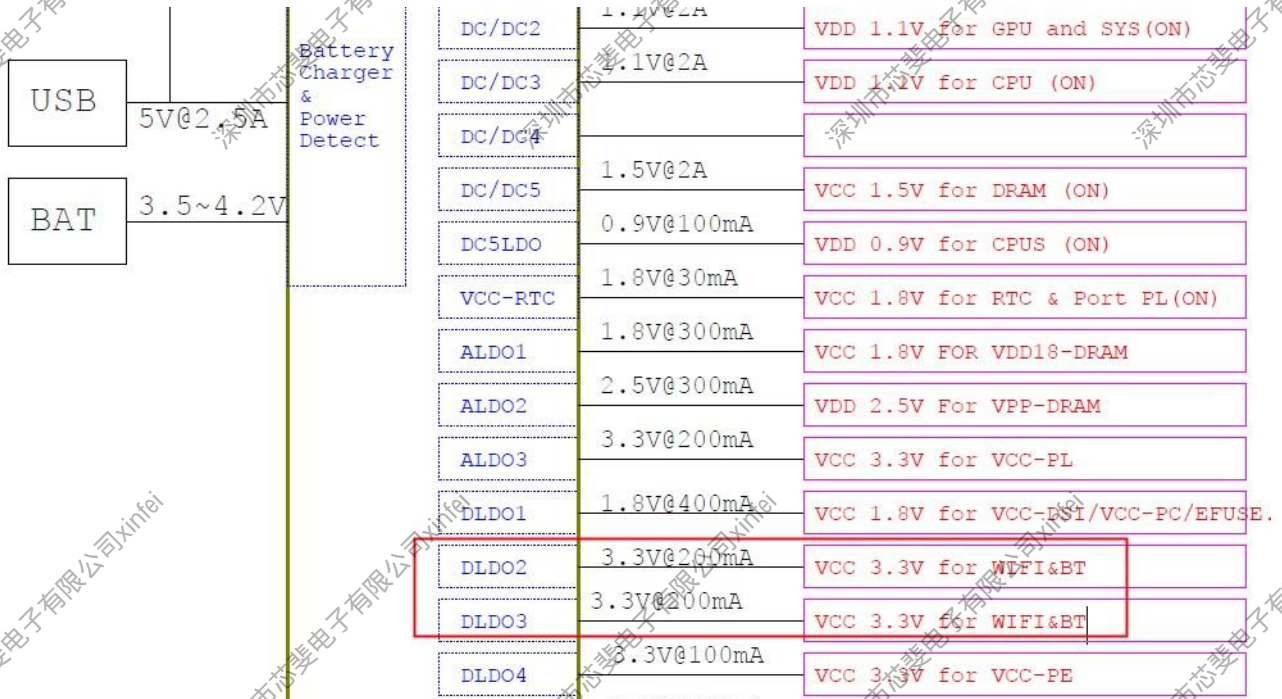 USB
5V@2.5A
BAT
3.5~4.2V
Battery
Charger
&
Power
Detect
DC/DC2
1.1V@2A
VDD 1.1V for GPU and SYS(ON)
DC/DC3
1.1V@2A
VDD 1.1V for CPU (ON)
DC/DC4
DC/DC5
1.5V@2A
VCC 1.5V for DRAM (ON)
DC5LDO
0.9V@100mA
VDD 0.9V for CPUS (ON)
VCC-RTC
1.8V@30mA
VCC 1.8V for RTC & Port PL(ON)
ALDO1
1.8V@300mA
VCC 1.8V FOR VDD18-DRAM
ALDO2
2.5V@300mA
VDD 2.5V For VPP-DRAM
ALDO3
3.3V@200mA
VCC 3.3V for VCC-PL
DLDO1
1.8V@400mA
VCC 1.8V for VCC-DSI/VCC-PC/EFUSE.
DLDO2
3.3V@200mA
VCC 3.3V for WIFI&BT
DLDO3
3.3V@200mA
VCC 3.3V for WIFI&BT
DLDO4
3.3V@100mA
VCC 3.3V for VCC-PE
深圳市芯斐电子有限公司xinfei